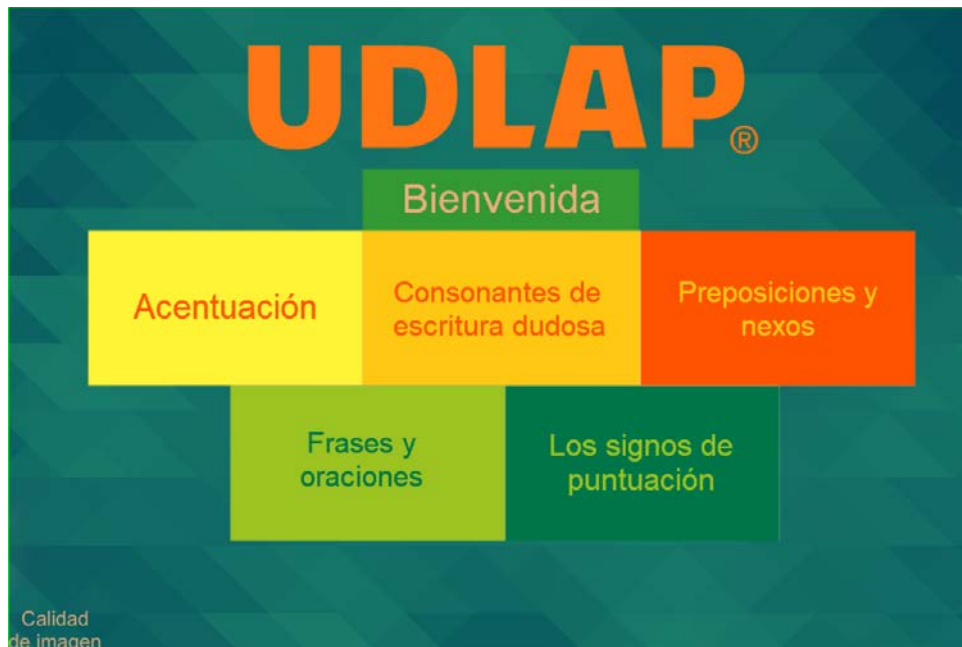 UDLAP®
Bienvenida
Acentuación
Consonantes de
escritura dudosa
Preposiciones y
nexos
Frases y
oraciones
Los signos de
puntuación
Calidad
de imagen